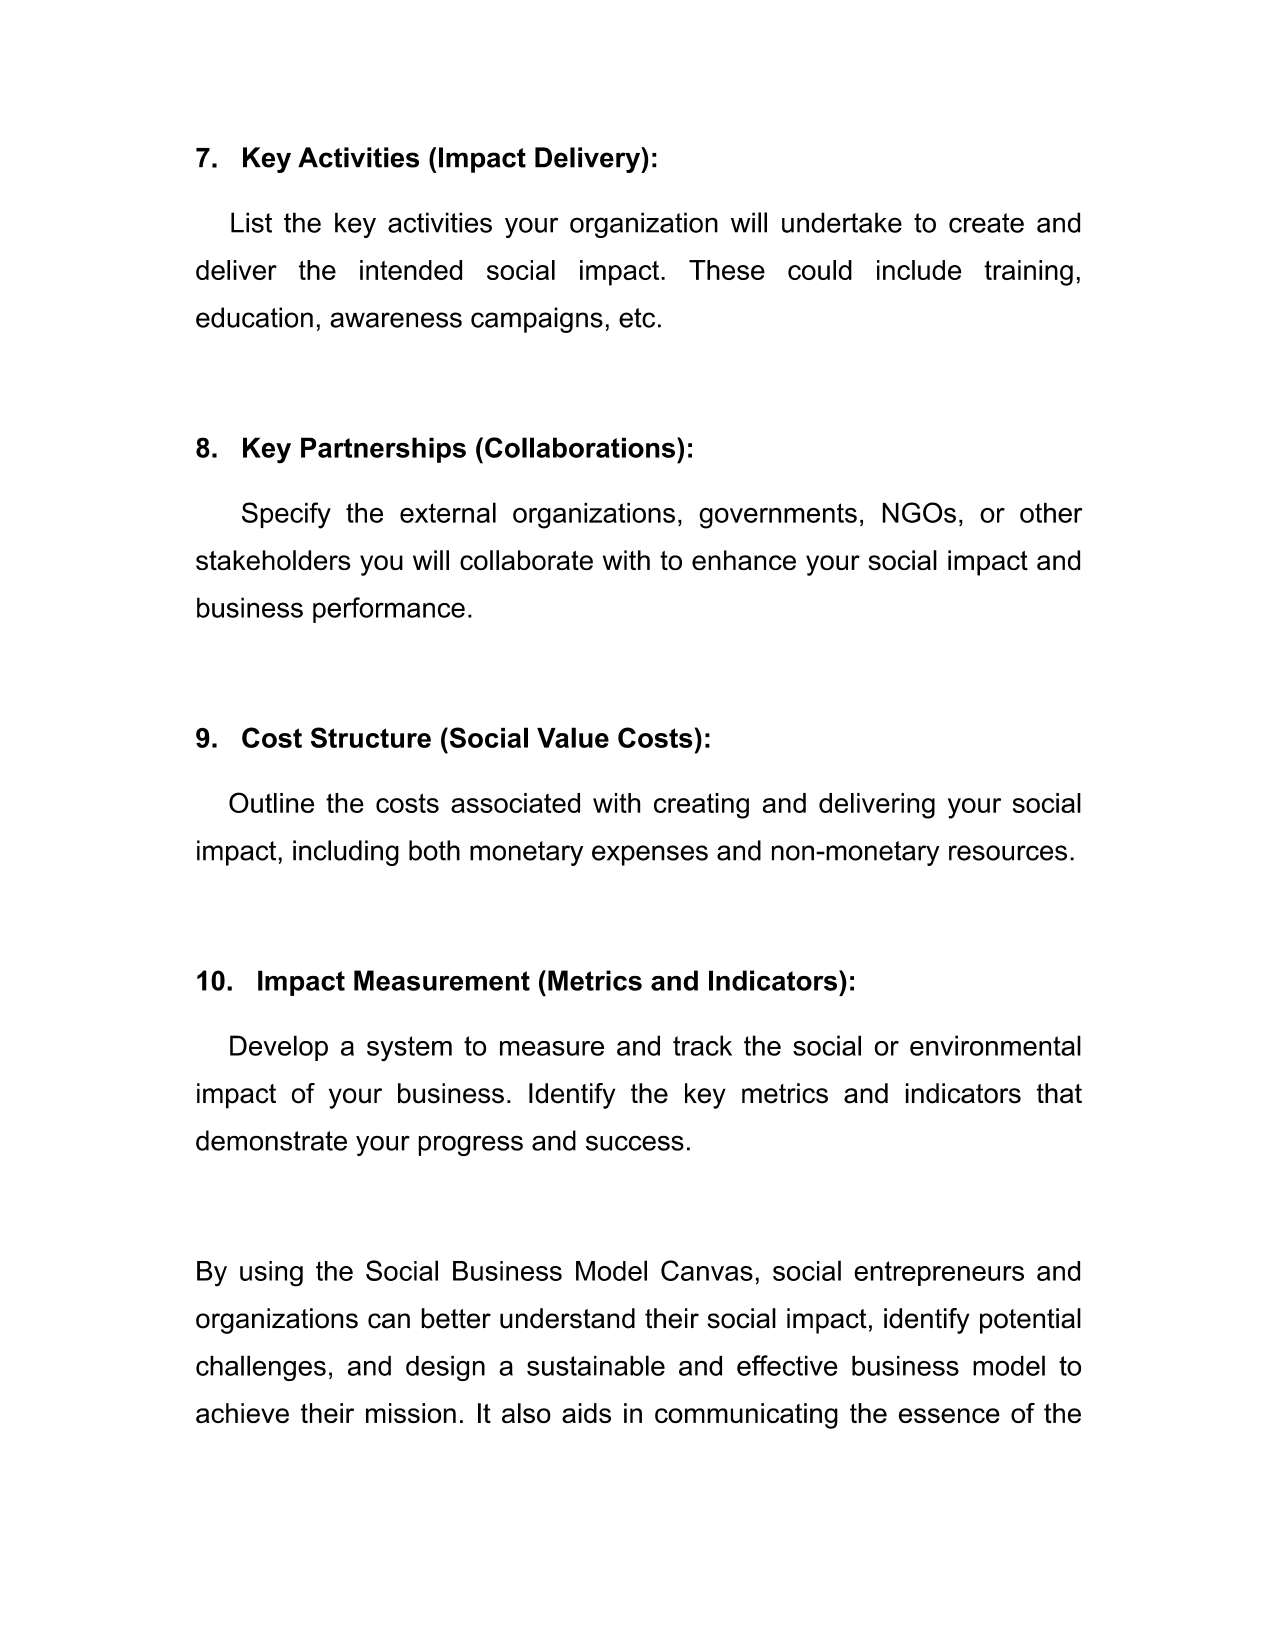 7. Key Activities (Impact Delivery):
List the key activities your organization will undertake to create and
deliver the intended social impact. These could include training,
education, awareness campaigns, etc.
8. Key Partnerships (Collaborations):
Specify the external organizations, governments, NGOs, or other
stakeholders you will collaborate with to enhance your social impact and
business performance.
9. Cost Structure (Social Value Costs):
Outline the costs associated with creating and delivering your social
impact, including both monetary expenses and non-monetary resources.
10. Impact Measurement (Metrics and Indicators):
Develop a system to measure and track the social or environmental
impact of your business. Identify the key metrics and indicators that
demonstrate your progress and success.
By using the Social Business Model Canvas, social entrepreneurs and
organizations can better understand their social impact, identify potential
challenges, and design a sustainable and effective business model to
achieve their mission. It also aids in communicating the essence of the